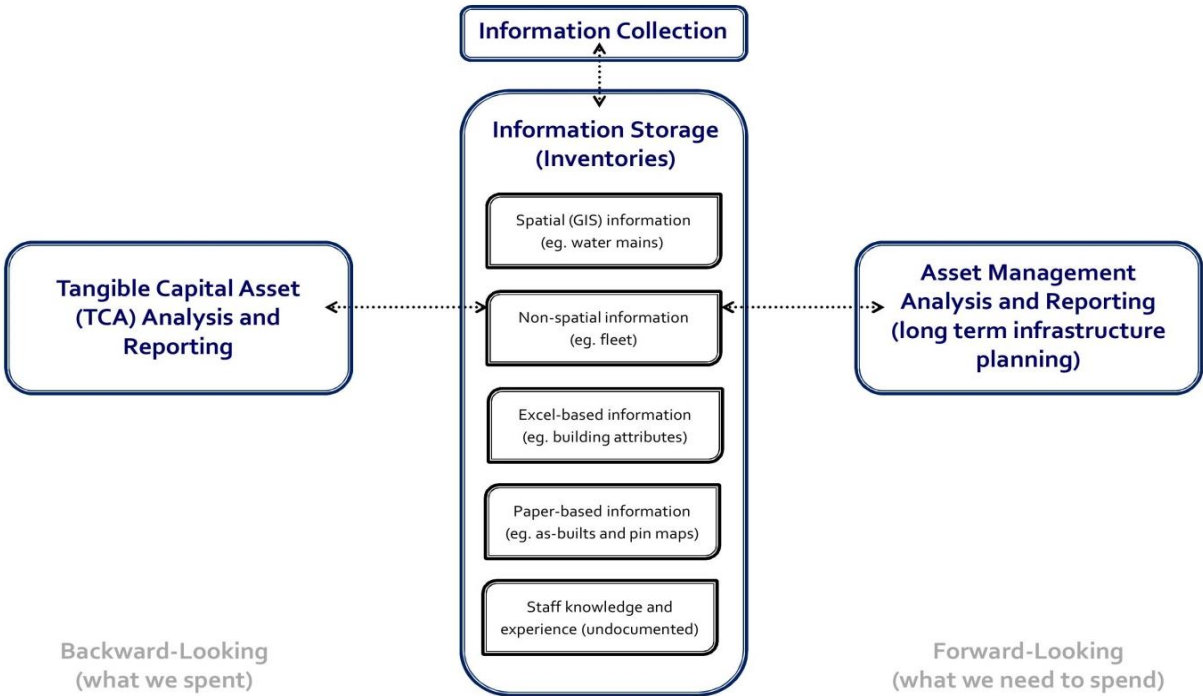 Information Collection
Information Storage
(Inventories)
Spatial (GIS) information
(eg. water mains)
Non-spatial information
(eg. fleet)
Excel-based information
(eg. building attributes)
Paper-based information
(eg. as-builts and pin maps)
Staff knowledge and
experience (undocumented)
Tangible Capital Asset
(TCA) Analysis and
Reporting
Asset Management
Analysis and Reporting
(long term infrastructure
planning)
Backward-Looking
(what we spent)
Forward-Looking
(what we need to spend)